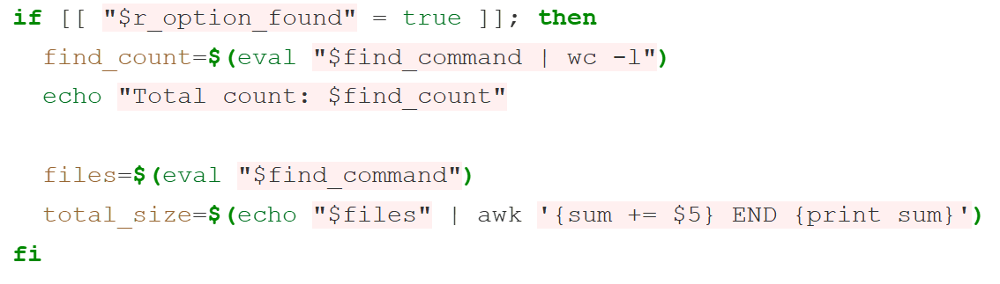 if [[ "$r_option_found" = true ]]; then
find_count=$(eval "$find_command | wc -l")
echo "Total count: $find_count"
files=$(eval "$find_command")
total_size=$(echo "$files" | awk '{sum += $5} END {print sum}')
fi